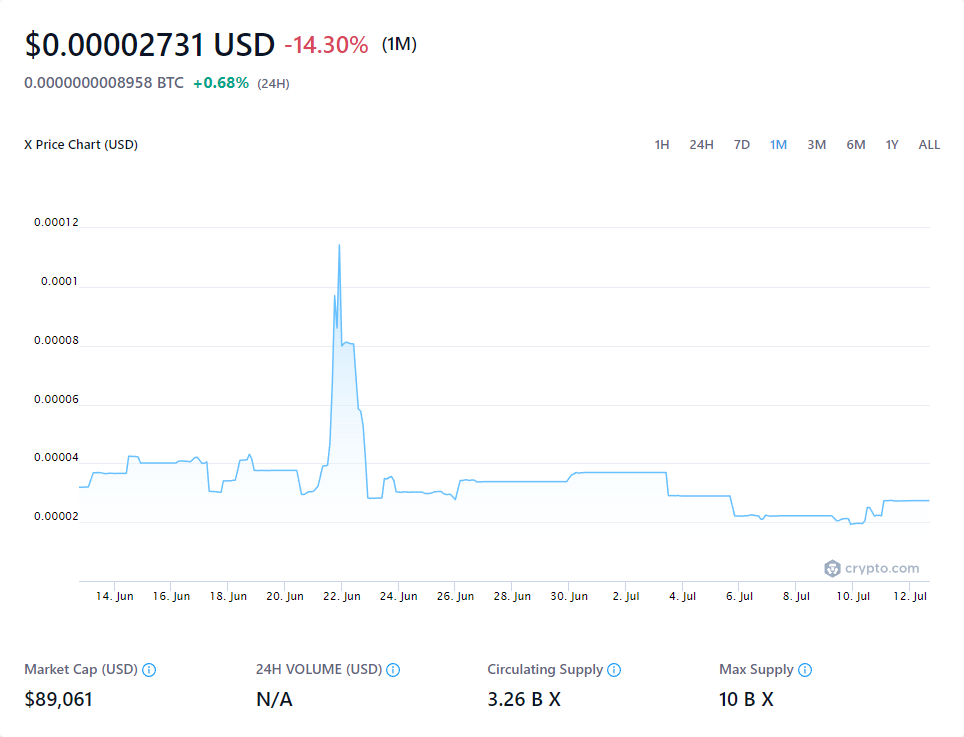 $0.00002731 USD -14.30% (1M)
0.0000000008958 BTC +0.68% (24H)
X Price Chart (USD) 1H 24H 7D 1M 3M 6M 1Y ALL
0.00012
0.0001
0.00008
0.00006
0.00004
0.00002
crypto.com
14. Jun 16. Jun 18. Jun 20. Jun 22. Jun 24. Jun 26. Jun 28. Jun 30. Jun 2. Jul 4. Jul 6. Jul 8. Jul 10. Jul 12. Jul
Market Cap (USD) 24H VOLUME (USD) Circulating Supply Max Supply
$89,061 N/A 3.26 B X 10 B X